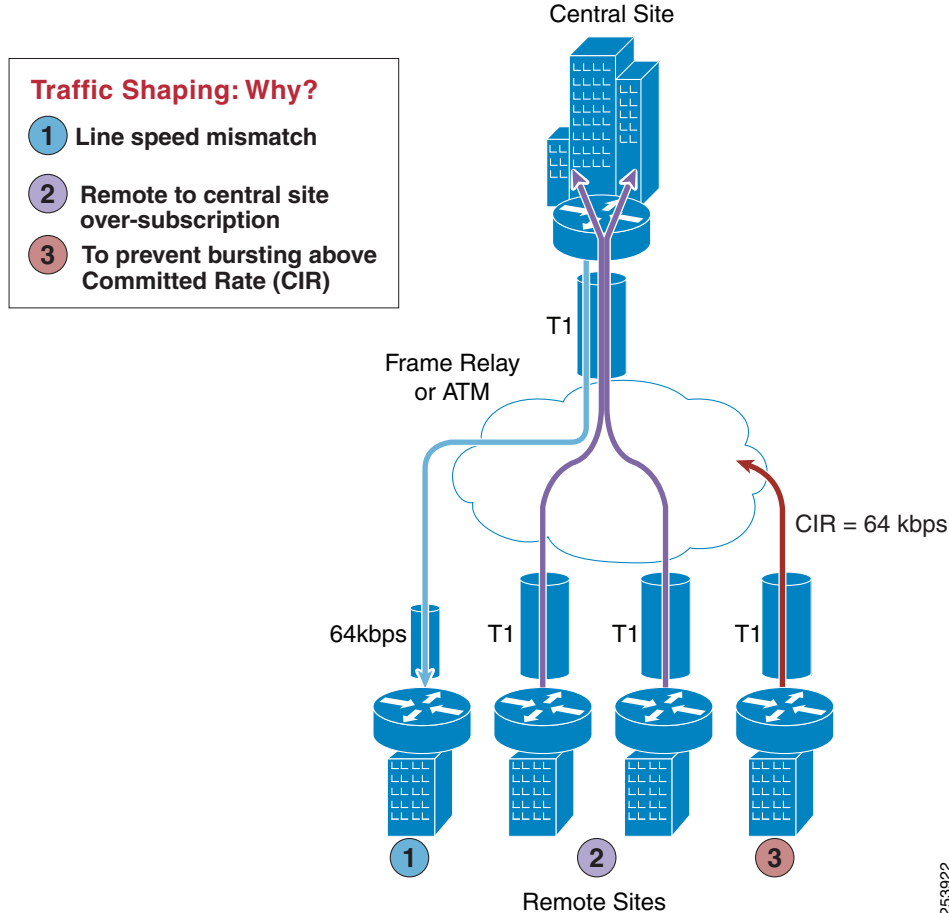 Central Site
Traffic Shaping: Why?
1 Line speed mismatch
2 Remote to central site
over-subscription
3 To prevent bursting above
Committed Rate (CIR)
T1
Frame Relay
or ATM
CIR = 64 kbps
64kbps
T1
T1
T1
1
2
3
Remote Sites
253922